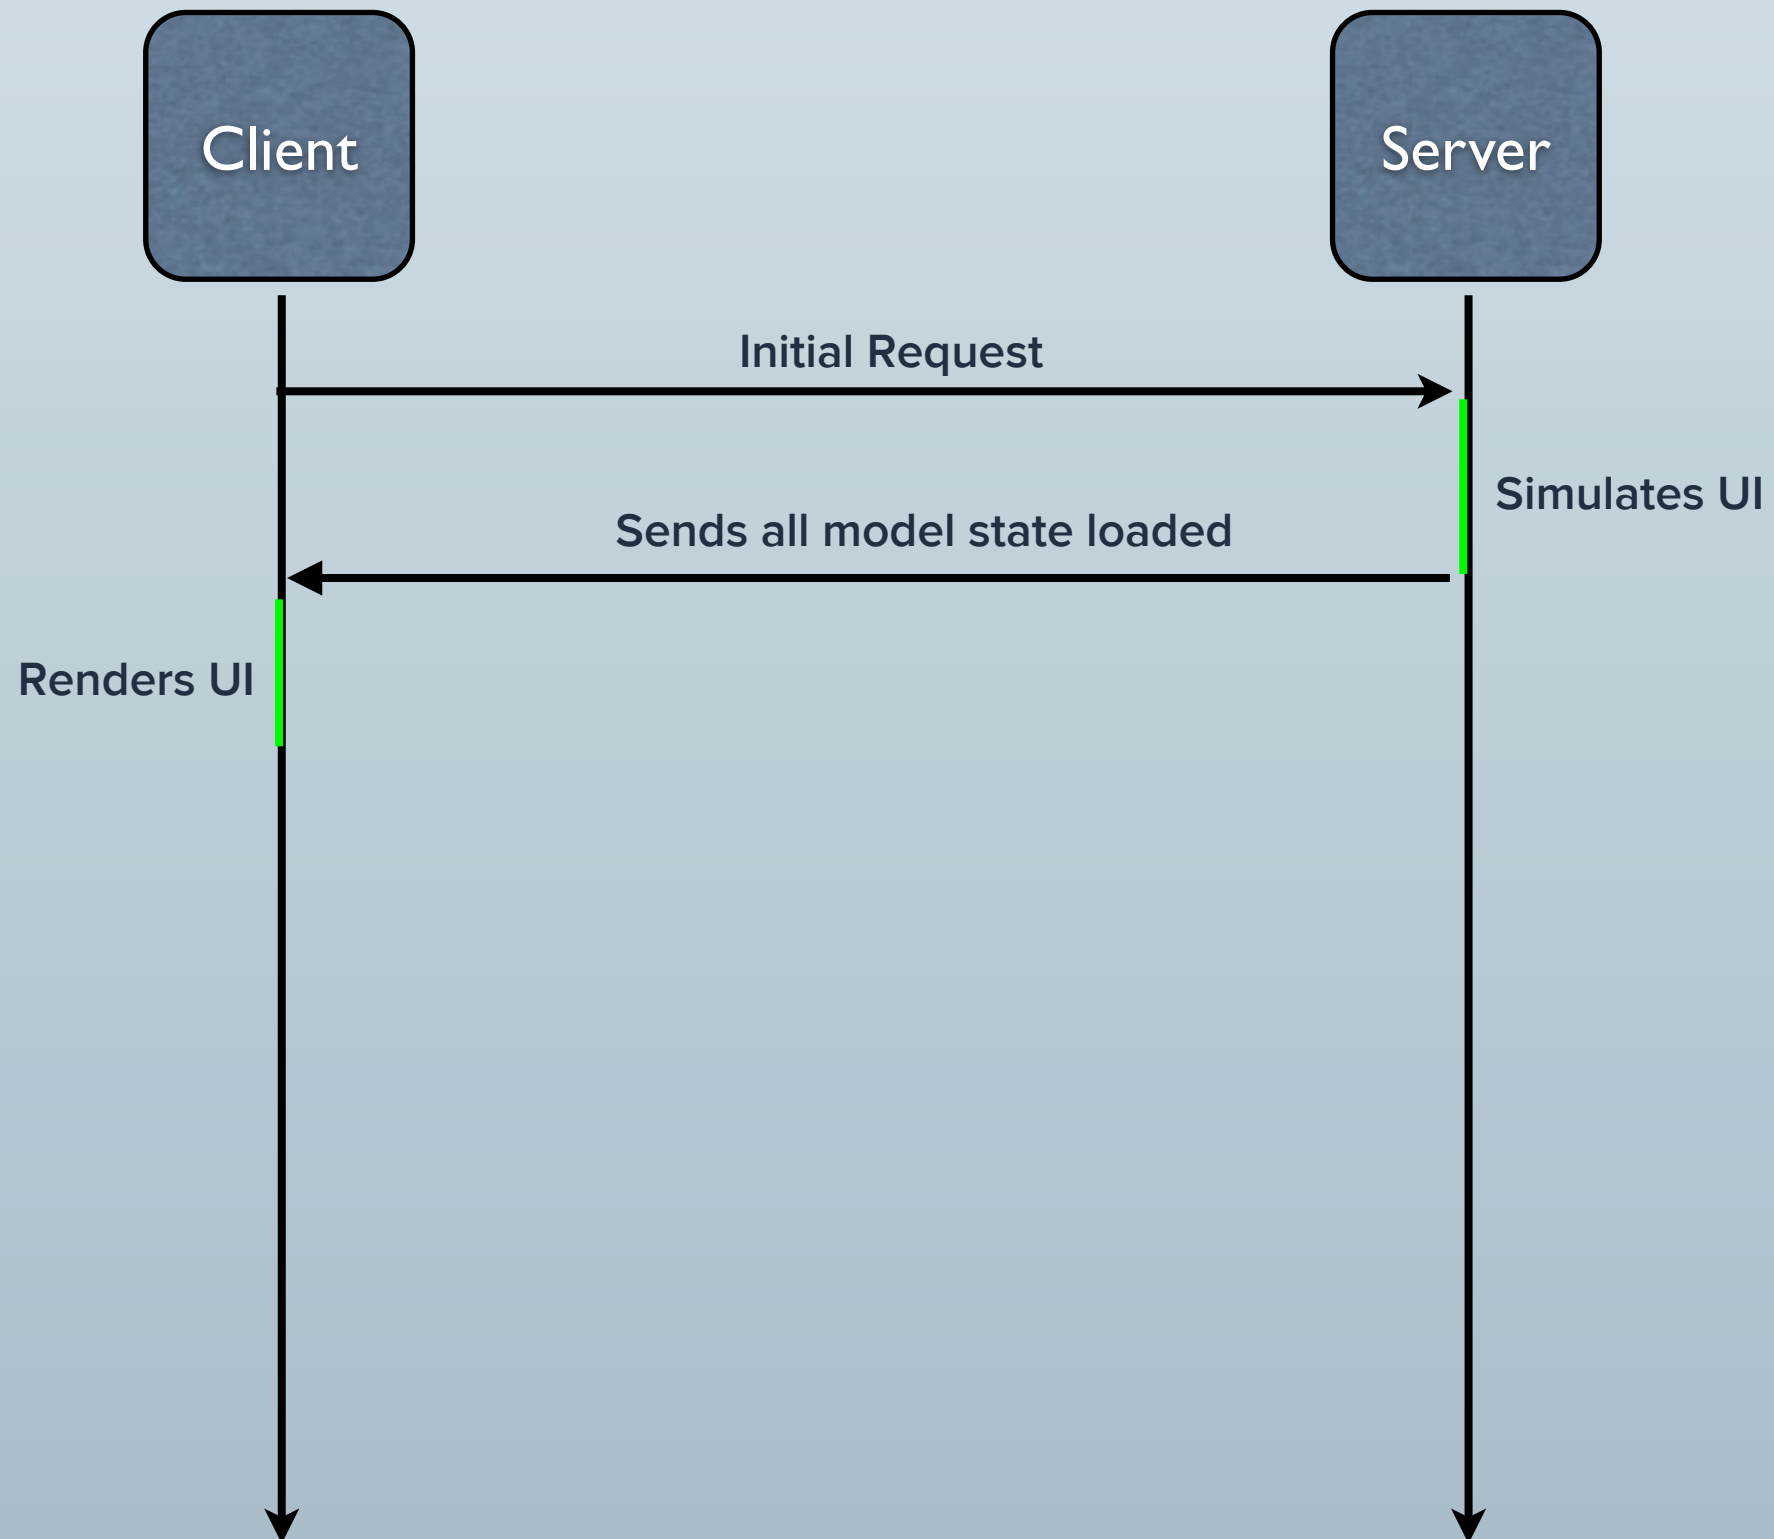 Client
Server
Initial Request
Simulates UI
Sends all model state loaded
Renders UI